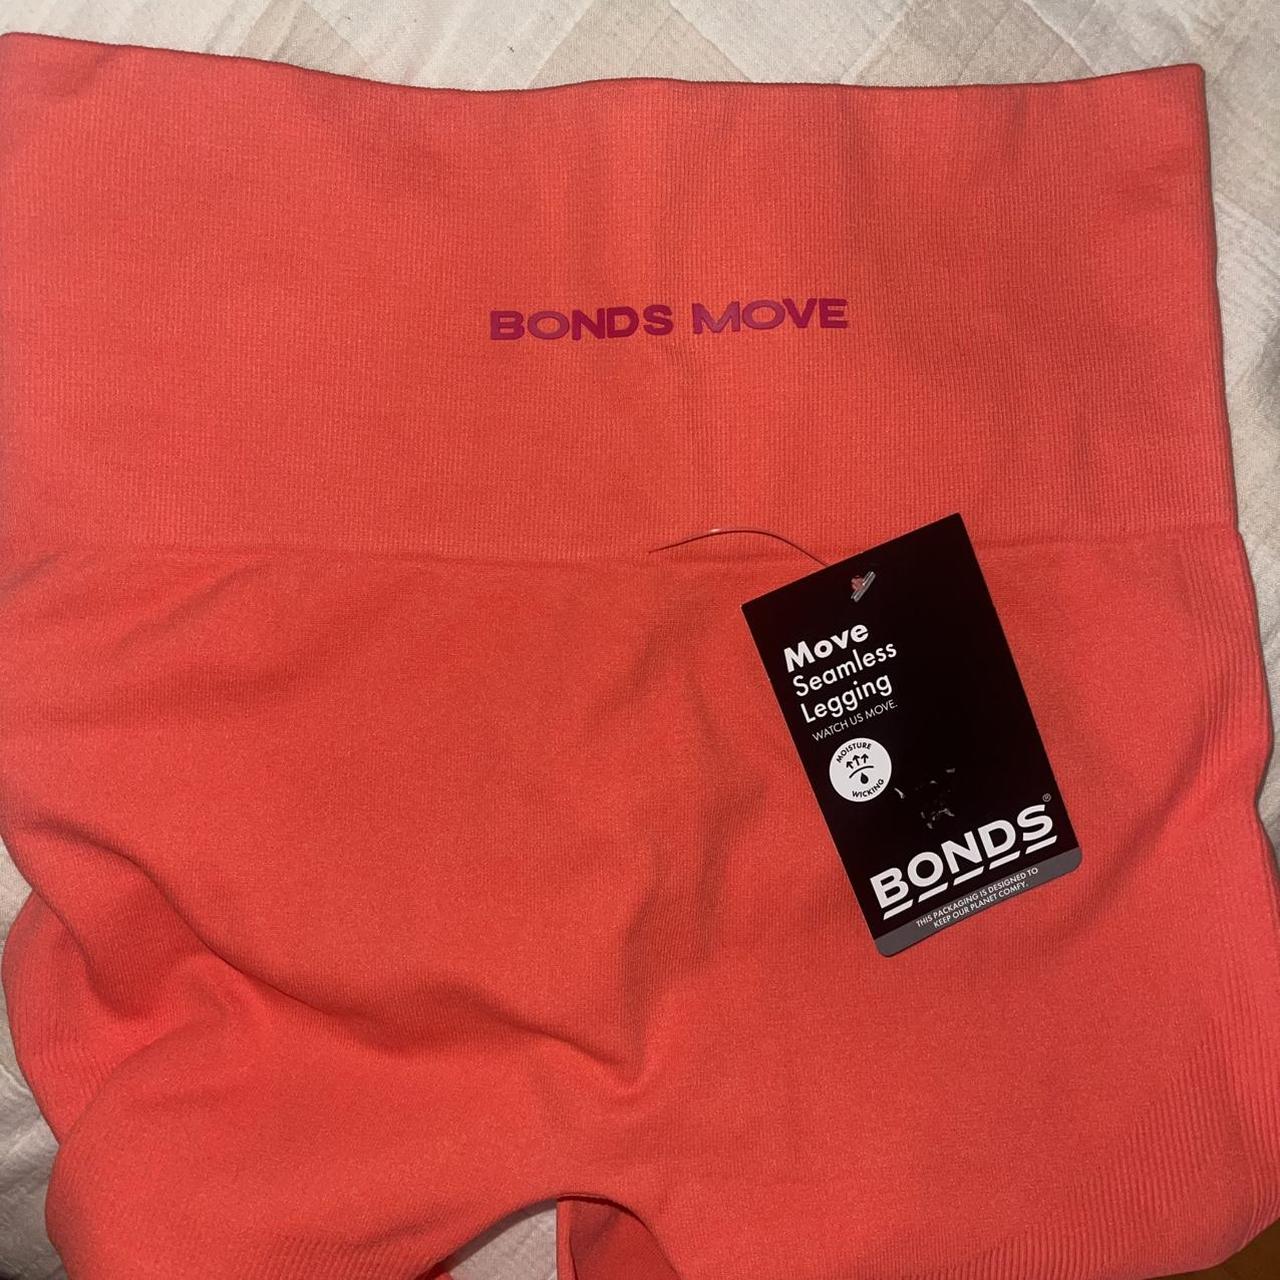 BONDS MOVE
Move
Seamless
Legging
WATCH US MOVE.
MOISTURE
WICKING
BONDS®
THIS PACKAGING IS DESIGNED TO
KEEP OUR PLANET COMFY.